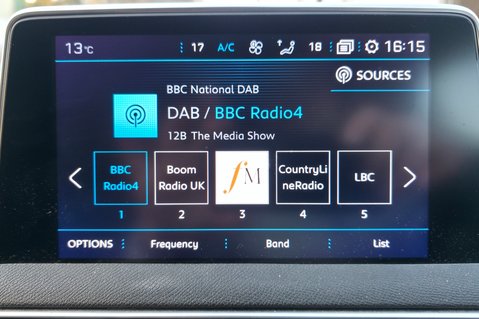 13°C 17 A/C 18 16:15
SOURCES
BBC National DAB
DAB / BBC Radio4
12B The Media Show
BBC Radio4
Boom Radio UK
fM
CountryLi neRadio
LBC
1 2 3 4 5
OPTIONS Frequency Band List